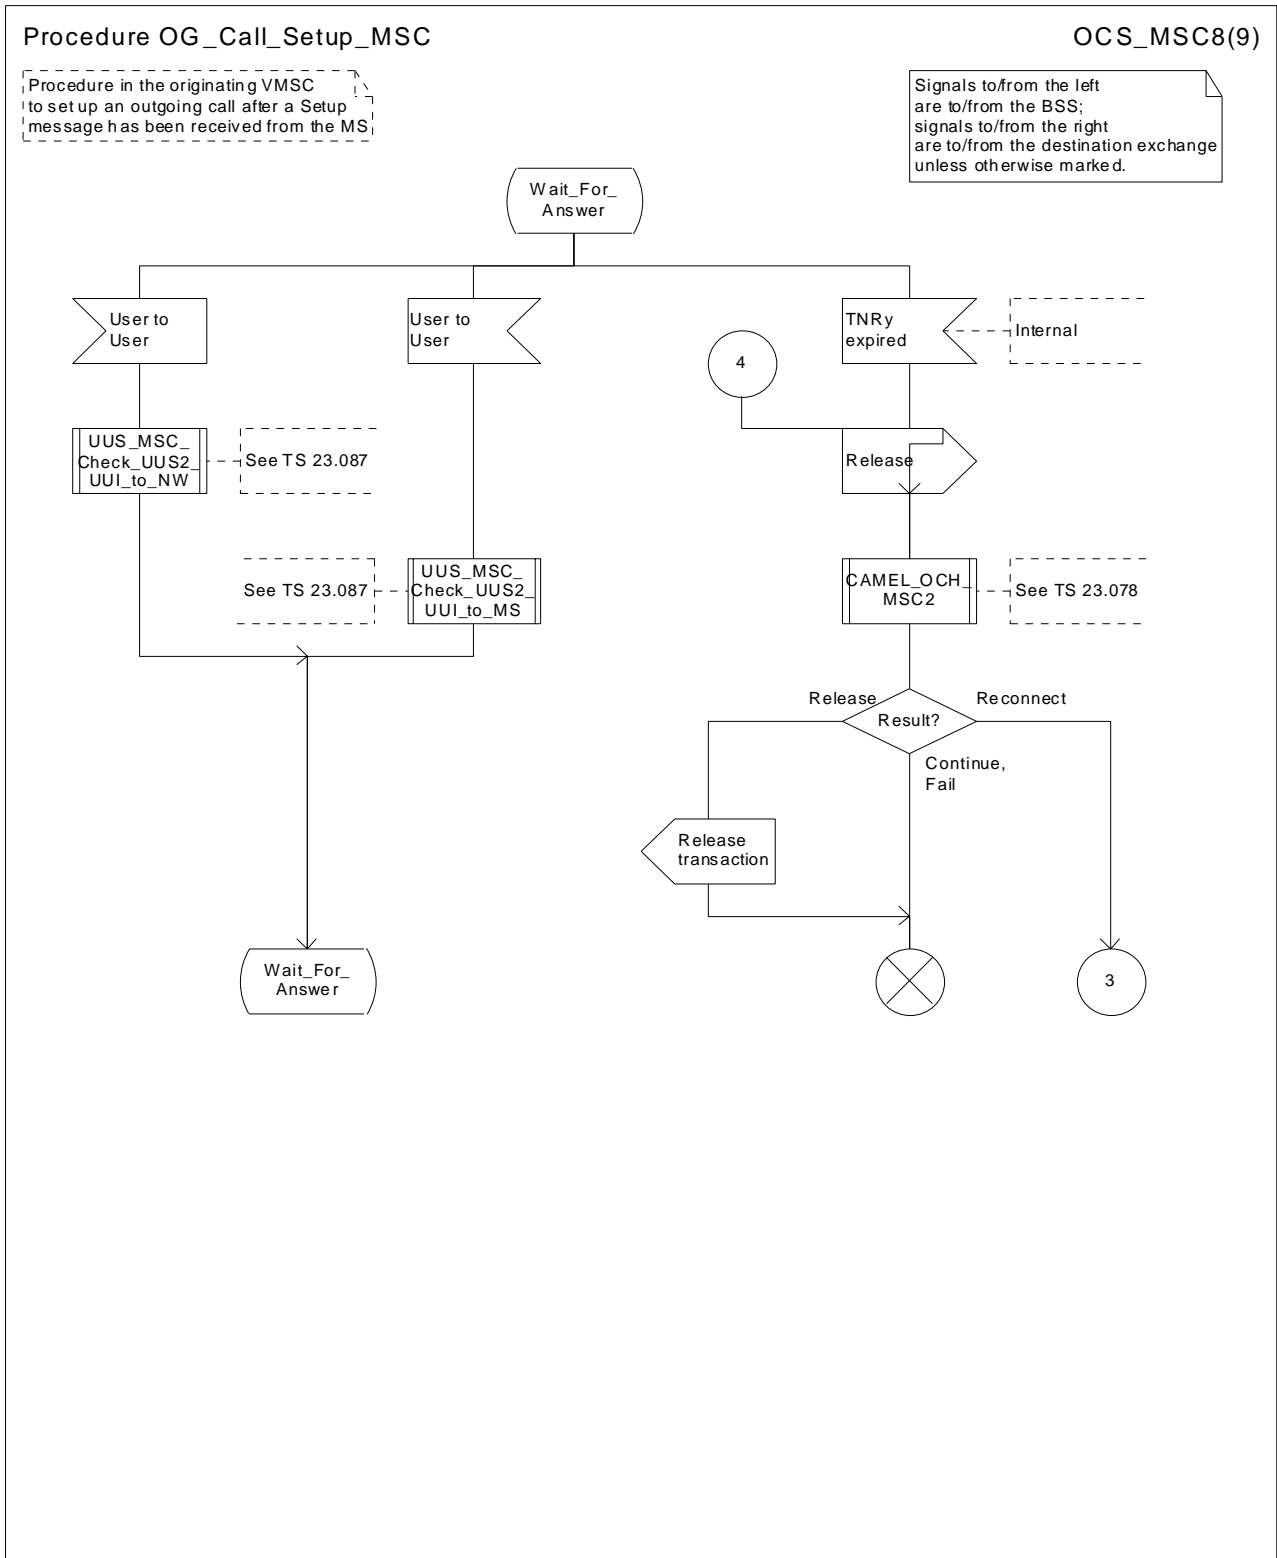 Procedure OG_Call_Setup_MSC
OCS_MSC8(9)
Procedure in the originating VMSC
to set up an outgoing call after a Setup
message has been received from the MS
Signals to/from the left
are to/from the BSS;
signals to/from the right
are to/from the destination exchange
unless otherwise marked.
Wait_For_
Answer
User to
User
User to
User
TNRy
expired
Internal
4
UUS_MSC_
Check_UUS2_
UUI_to_NW
See TS 23.087
Release
See TS 23.087
UUS_MSC_
Check_UUS2_
UUI_to_MS
CAMEL_OCH_
MSC2
See TS 23.078
Release
Result?
Reconnect
Continue,
Fail
Release
transaction
Wait_For_
Answer
3